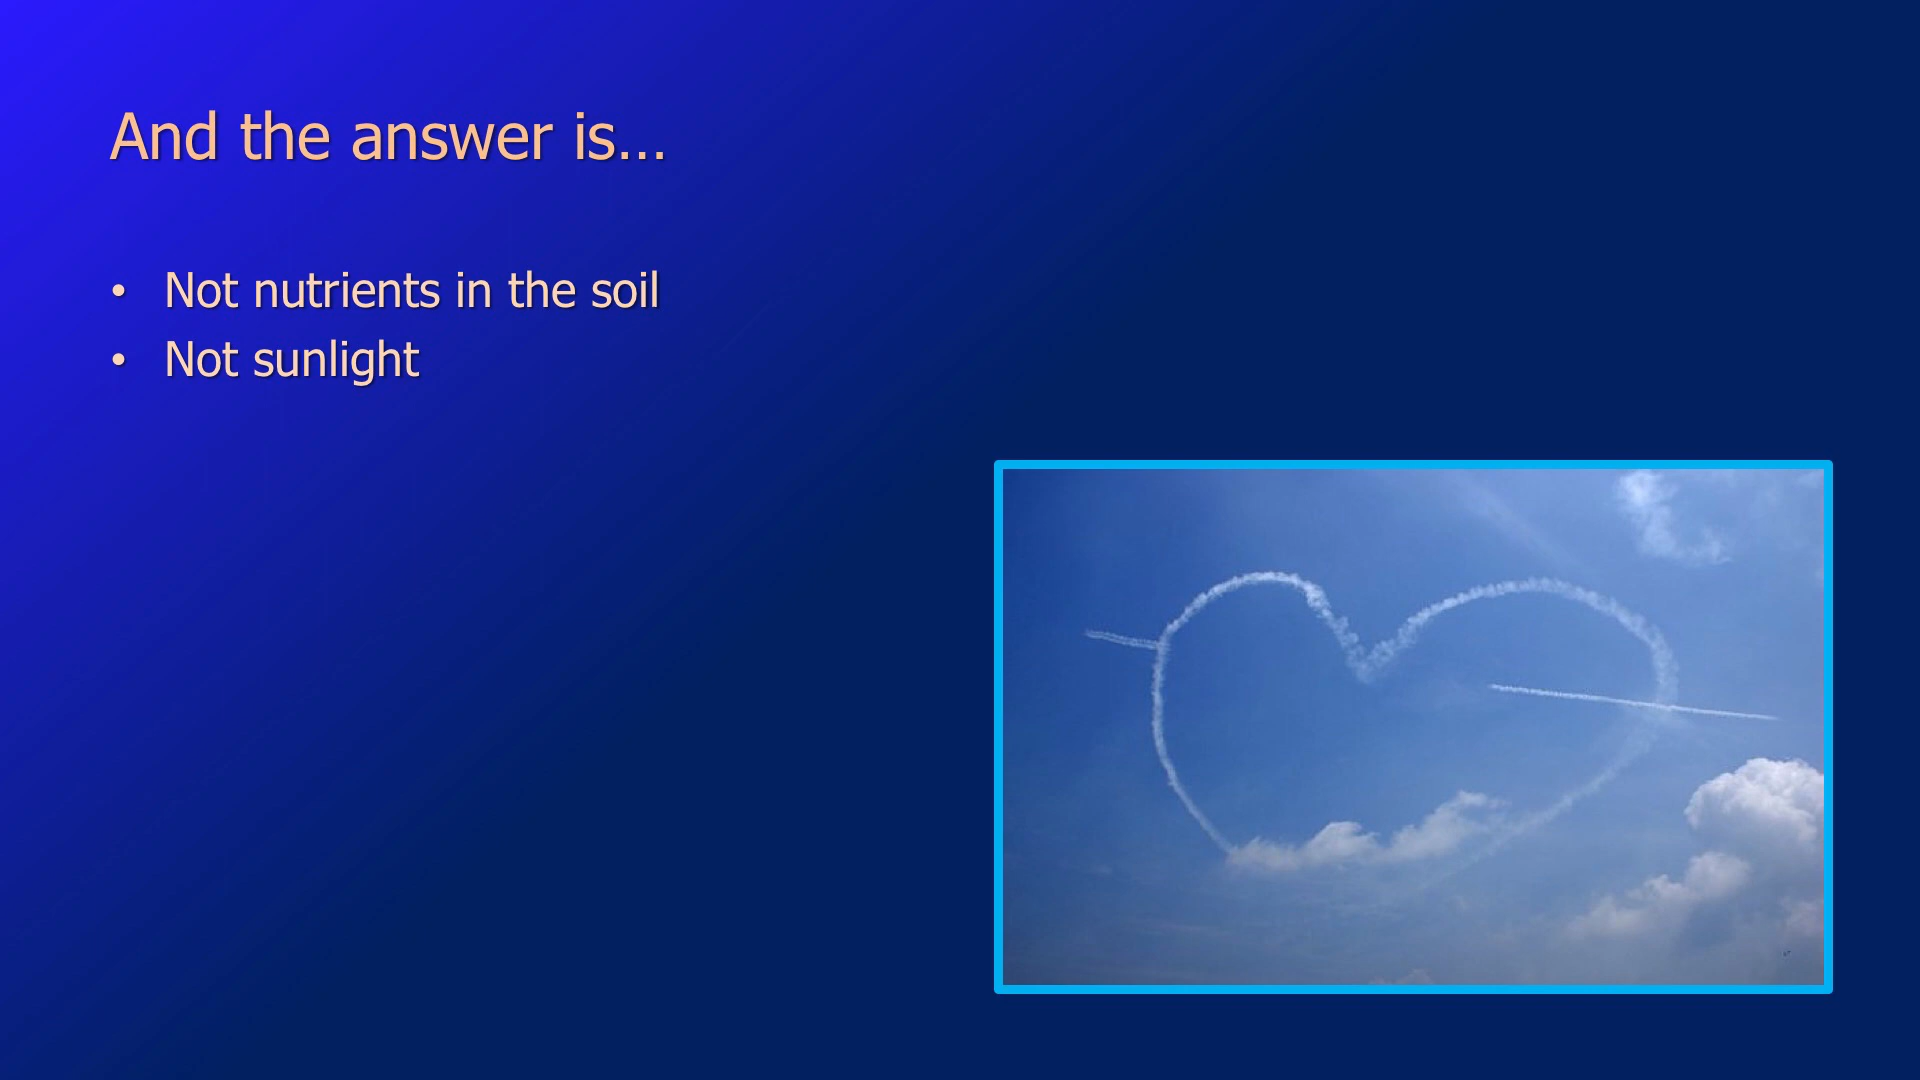 And the answer is…
• Not nutrients in the soil
• Not sunlight